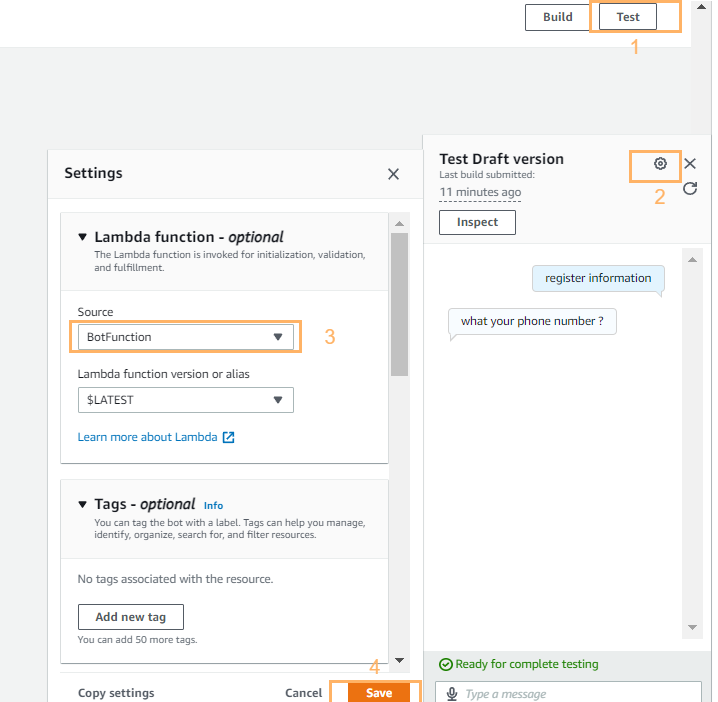 Build
Test
1
Settings
Lambda function - optional
The Lambda function is invoked for initialization, validation,
and fulfillment.
Source
BotFunction
3
Lambda function version or alias
$LATEST
Learn more about Lambda
Tags - optional Info
You can tag the bot with a label. Tags can help you manage,
identify, organize, search for, and filter resources.
No tags associated with the resource.
Add new tag
You can add 50 more tags.
4
Copy settings
Cancel
Save
Test Draft version
Last build submitted:
11 minutes ago
2
Inspect
register information
what your phone number ?
Ready for complete testing
Type a message